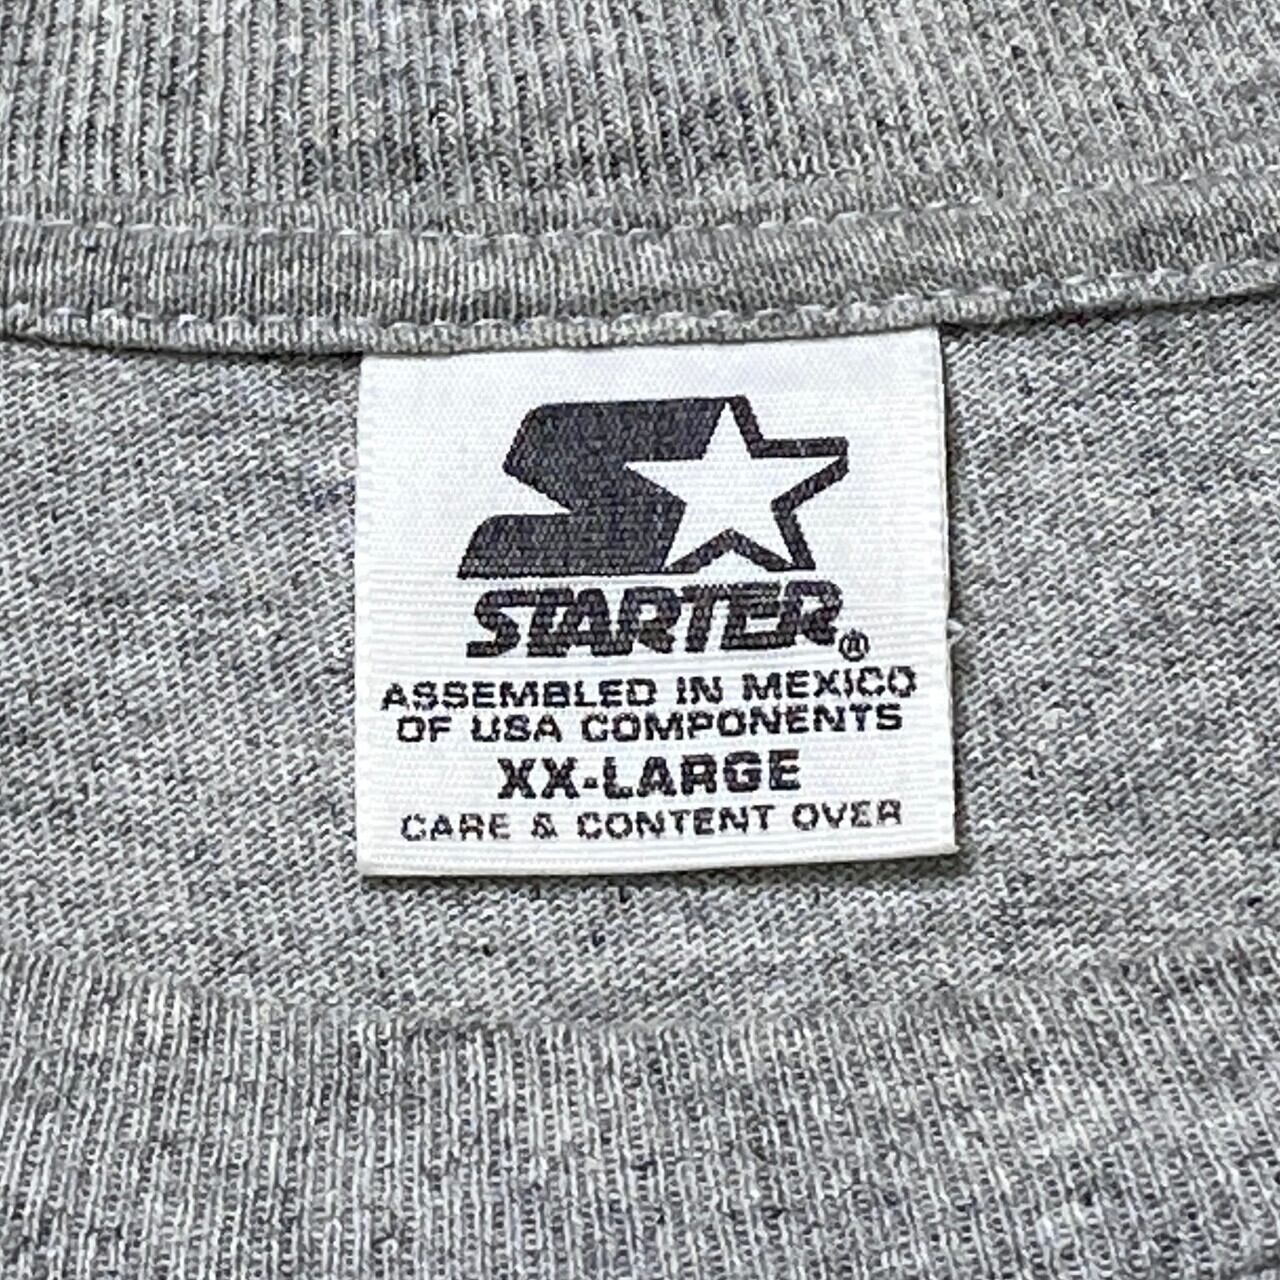 STARTER®
ASSEMBLED IN MEXICO
OF USA COMPONENTS
XX-LARGE
CARE & CONTENT OVER